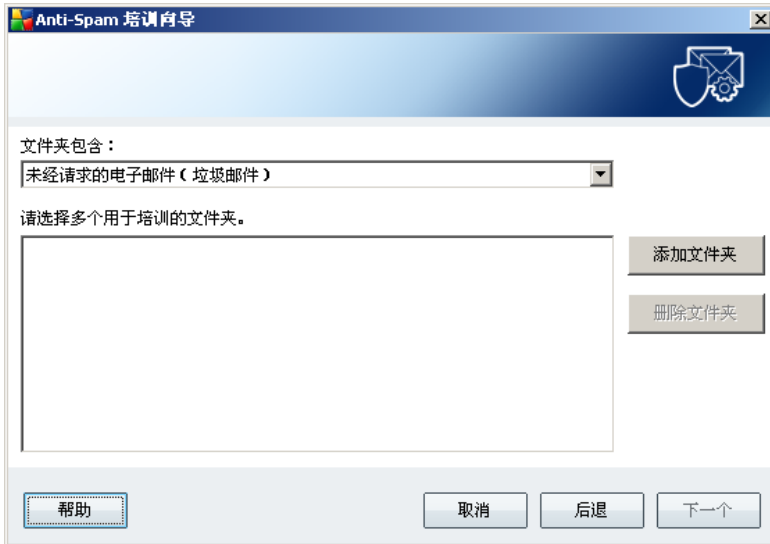 Anti-Spam 培训向导
文件夹包含：
未经请求的电子邮件（垃圾邮件）
请选择多个用于培训的文件夹。
添加文件夹
删除文件夹
帮助
取消
后退
下一个